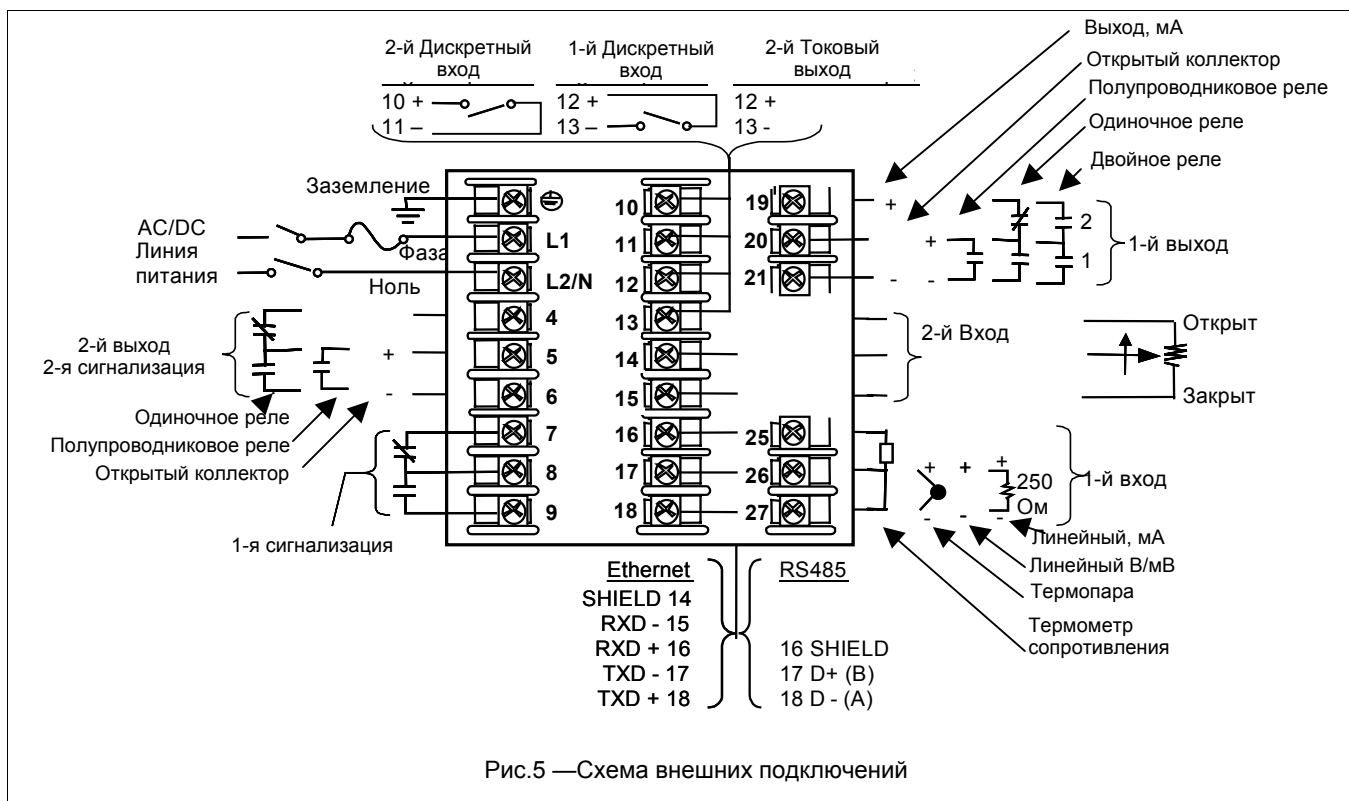 2-й Дискретный
вход
1-й Дискретный
вход
2-й Токовый
выход
10 +
11 –
12 +
13 –
12 +
13 -
Выход, мА
Открытый коллектор
Полупроводниковое реле
Одиночное реле
Двойное реле
Заземление
AC/DC
Линия
питания
Фаза
Ноль
L1
L2/N
4
5
6
7
8
9
10
11
12
13
14
15
16
17
18
19
20
21
25
26
27
+
-
+
-
2
1
1-й выход
2-й выход
2-я сигнализация
+
-
Одиночное реле
Полупроводниковое реле
Открытый коллектор
1-я сигнализация
2-й Вход
Открыт
Закрыт
+
-
+
-
+
-
250
Ом
1-й вход
Линейный, мА
Линейный В/мВ
Термопара
Термометр
сопротивления
Ethernet
SHIELD 14
RXD - 15
RXD + 16
TXD - 17
TXD + 18
RS485
16 SHIELD
17 D+ (B)
18 D - (A)
Рис.5 —Схема внешних подключений